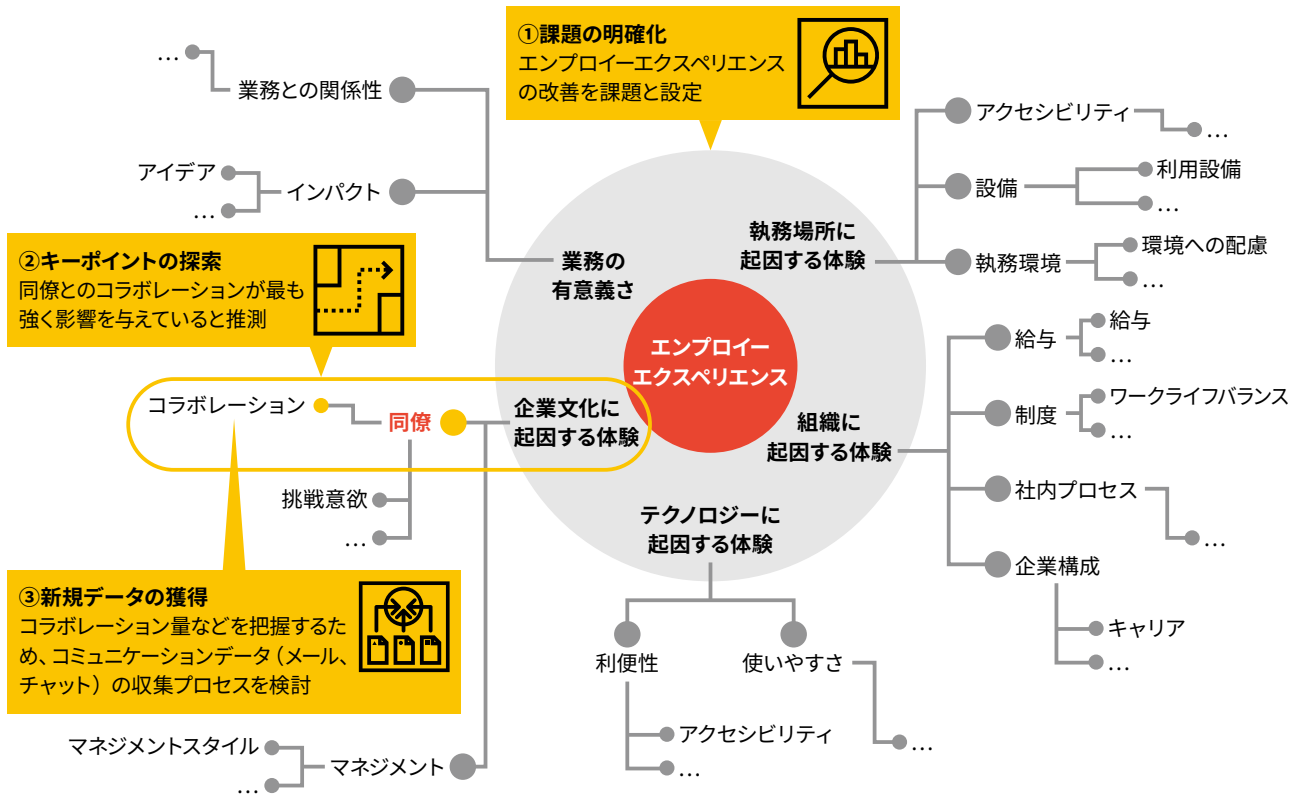 ①課題の明確化
エンプロイーエクスペリエンス
の改善を課題と設定
…
業務との関係性
アイデア
…
インパクト
②キーポイントの探索
同僚とのコラボレーションが最も
強く影響を与えていると推測
業務の
有意義さ
執務場所に
起因する体験
アクセシビリティ
…
設備
利用設備
…
執務環境
環境への配慮
…
エンプロイー
エクスペリエンス
コラボレーション
同僚
企業文化に
起因する体験
挑戦意欲
…
組織に
起因する体験
給与
給与
…
制度
ワークライフバランス
…
社内プロセス
…
企業構成
キャリア
…
テクノロジーに
起因する体験
利便性
アクセシビリティ
…
使いやすさ
…
③新規データの獲得
コラボレーション量などを把握するた
め、コミュニケーションデータ（メール、
チャット）の収集プロセスを検討
マネジメントスタイル
…
マネジメント